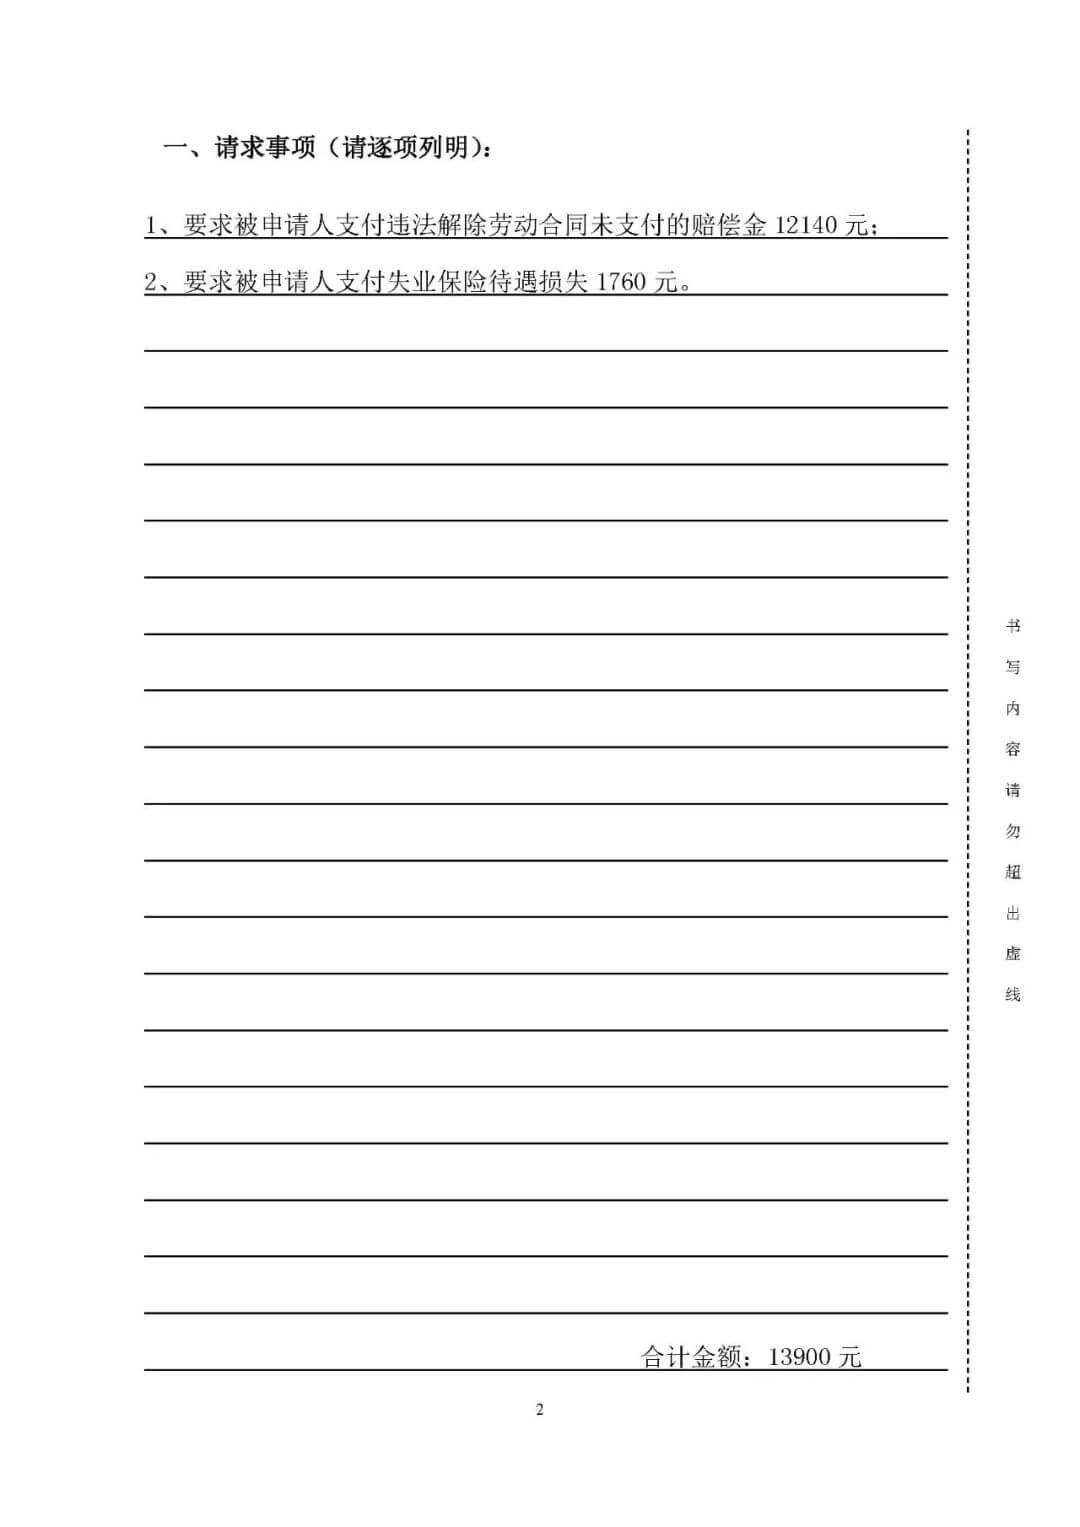 一、请求事项（请逐项列明）：
1、要求被申请人支付违法解除劳动合同未支付的赔偿金 12140 元；
2、要求被申请人支付失业保险待遇损失 1760 元。
合计金额：13900 元
2
书写内容请勿超出虚线